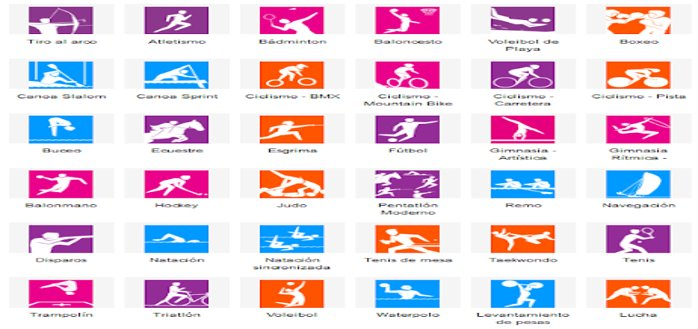 Tiro al arco
Atletismo
Bádminton
Baloncesto
Voleibol de
Playa
Boxeo
Canoa Slalom
Canoa Sprint
Ciclismo - BMX
Ciclismo -
Mountain Bike
Ciclismo -
Carretera
Ciclismo - Pista
Buceo
Ecuestre
Esgrima
Fútbol
Gimnasia -
Artística
Gimnasia
Rítmica -
Balonmano
Hockey
Judo
Pentatlón
Moderno
Remo
Navegación
Disparos
Natación
Natación
sincronizada
Tenis de mesa
Taekwondo
Tenis
Trampolín
Triatlón
Voleibol
Waterpolo
Levantamiento
de pesas
Lucha